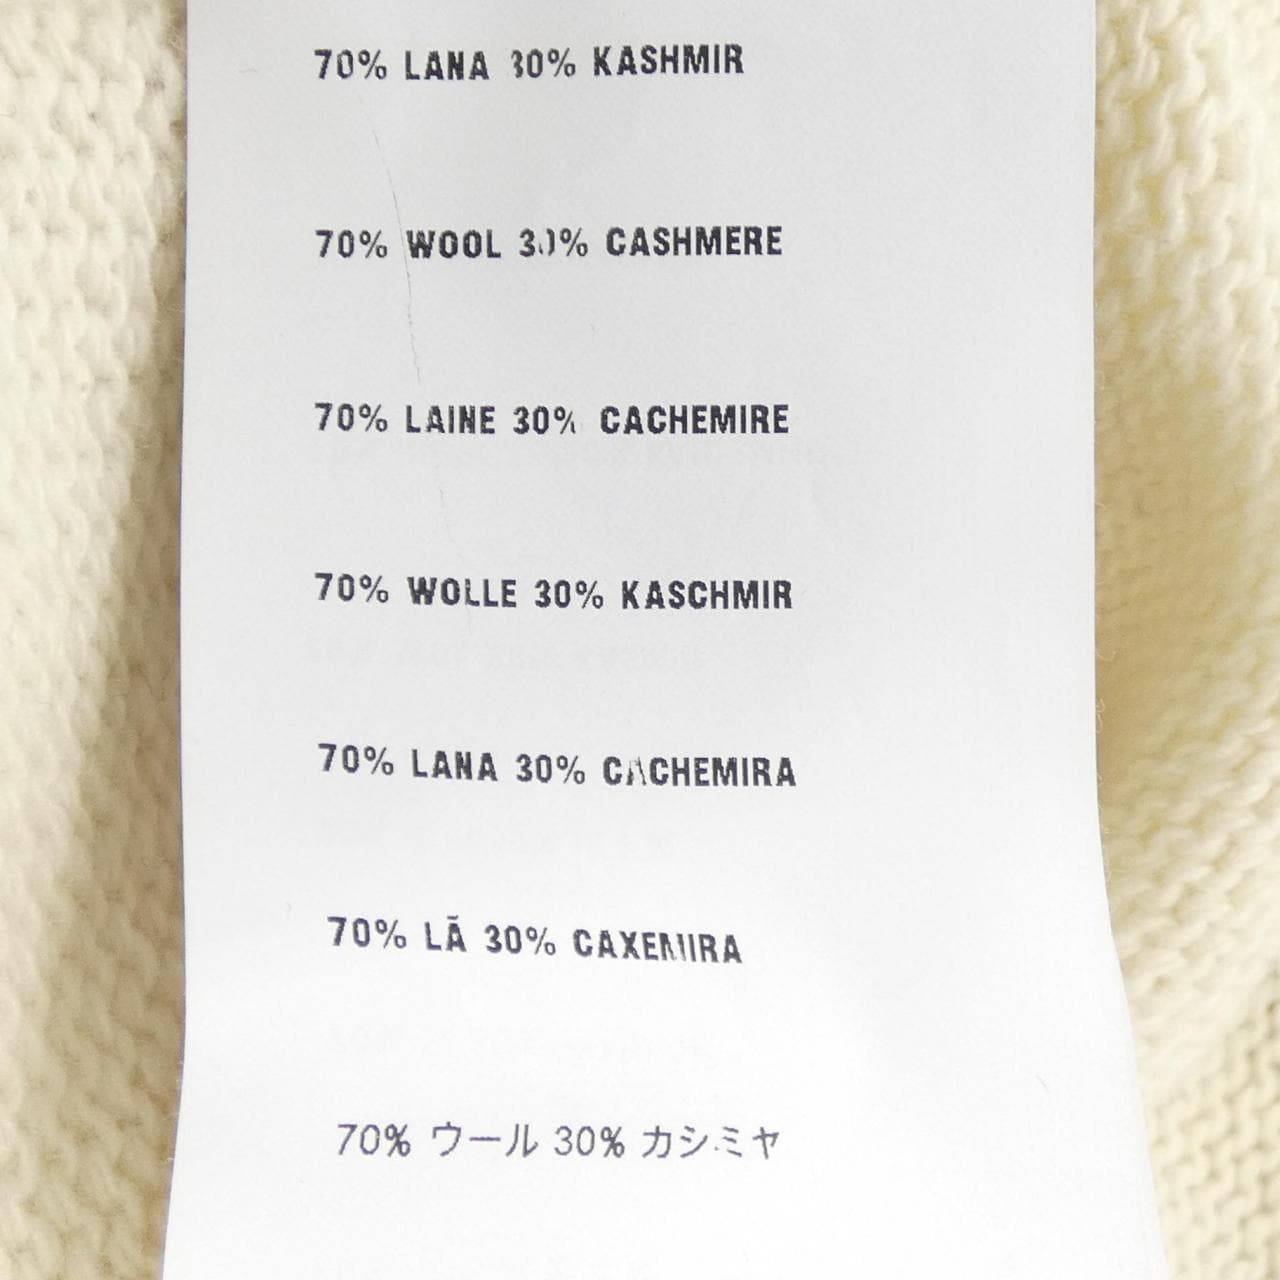 70% LANA 30% KASHMIR
70% WOOL 30% CASHMERE
70% LAINE 30% CACHEMIRE
70% WOLLE 30% KASCHMIR
70% LANA 30% CACHEMIRA
70% LÃ 30% CAXEMIRA
70% ウール 30% カシミヤ